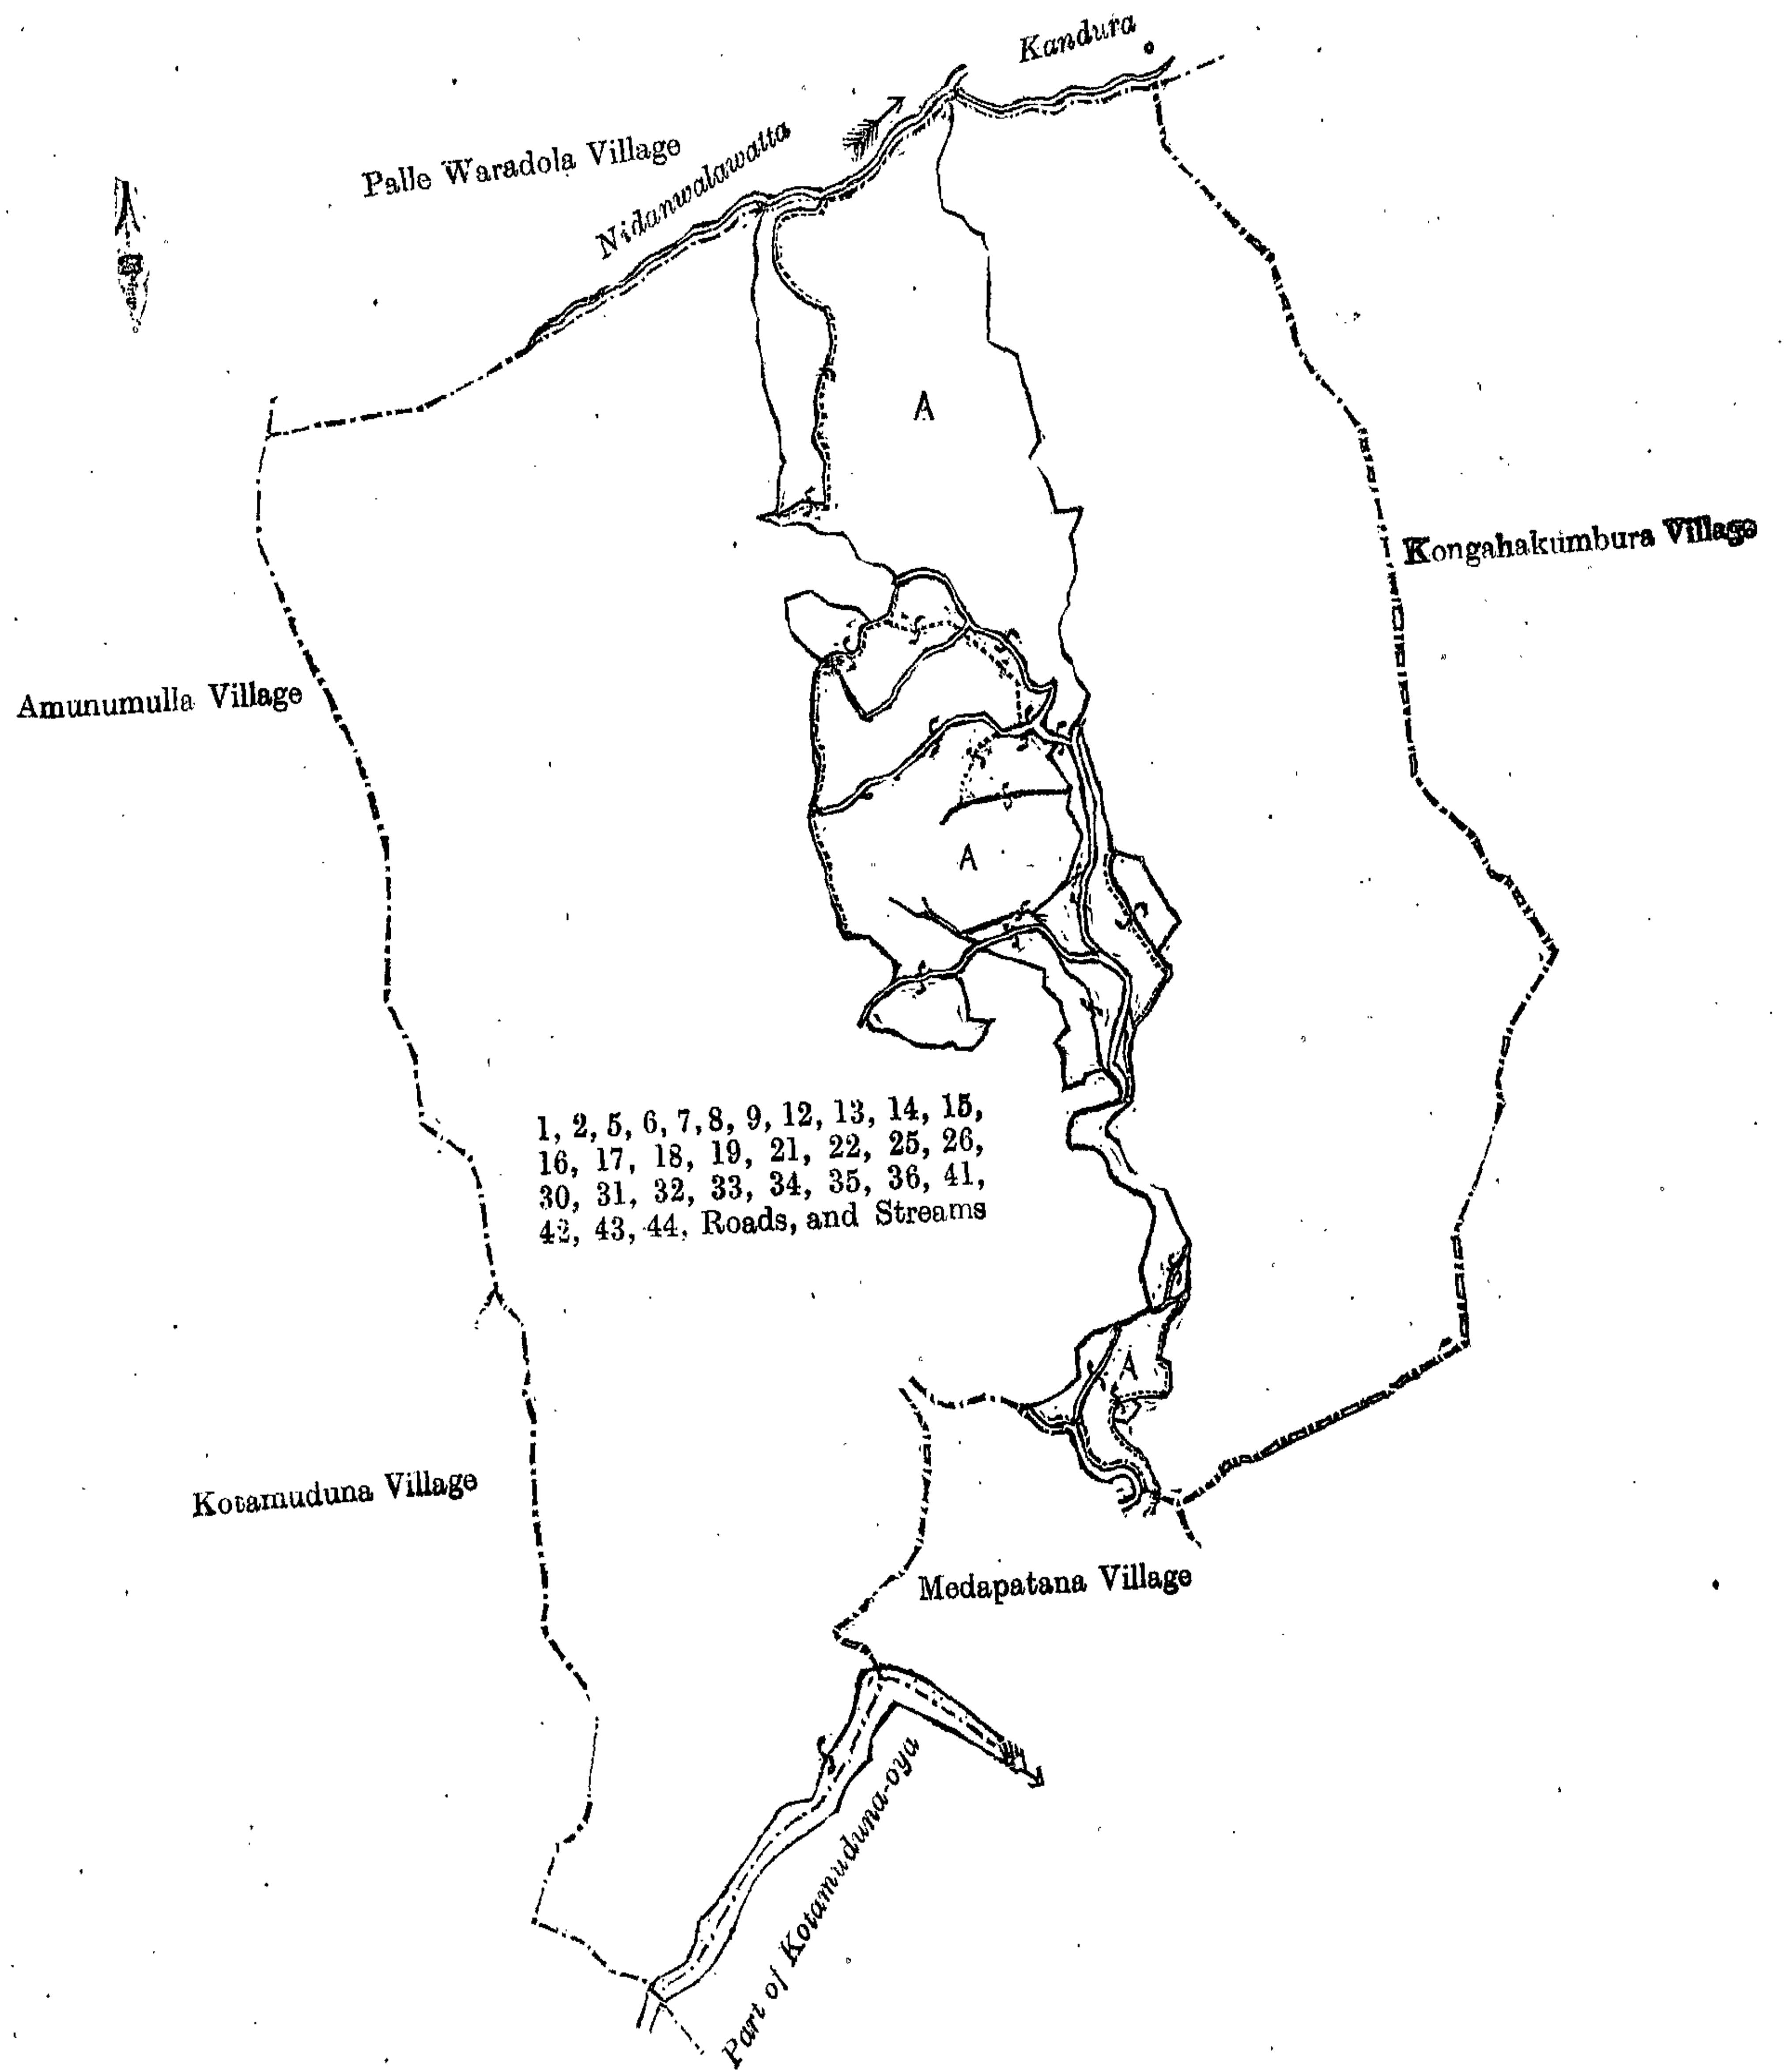 Kandura
Palle Waradola Village
Nidanwalawatta
A
Kongahakumbura Village
Amunumulla Village
A
1, 2, 5, 6, 7, 8, 9, 12, 13, 14, 15,
16, 17, 18, 19, 21, 22, 25, 26,
30, 31, 32, 33, 34, 35, 36, 41,
42, 43, 44, Roads, and Streams
A
Kotamuduna Village
Medapatana Village
Part of Kotamuduna-oya